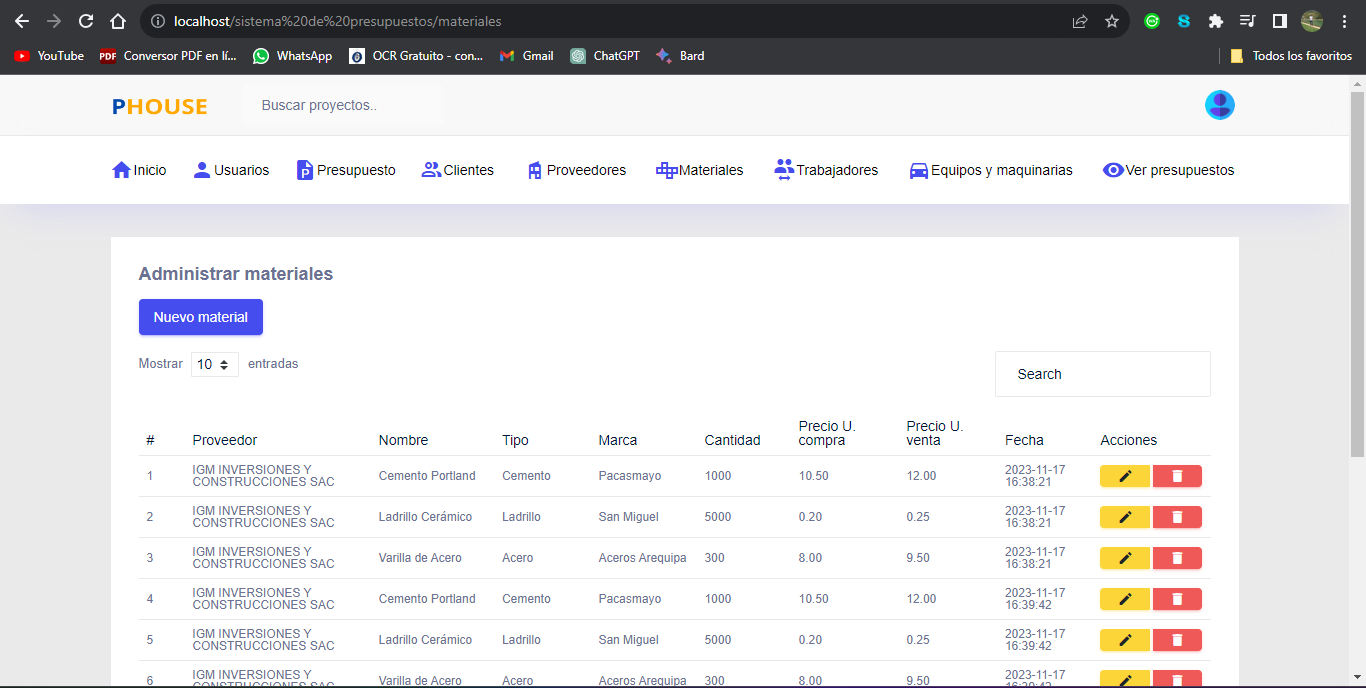 localhost/sistema%20de%20presupuestos/materiales
YouTube
PDF Conversor PDF en lí...
WhatsApp
OCR Gratuito - con...
Gmail
ChatGPT
Bard
Todos los favoritos
PHOUSE
Buscar proyectos..
Inicio
Usuarios
Presupuesto
Clientes
Proveedores
Materiales
Trabajadores
Equipos y maquinarias
Ver presupuestos
Administrar materiales
Nuevo material
Mostrar 10 entradas
Search
# Proveedor Nombre Tipo Marca Cantidad Precio U. compra Precio U. venta Fecha Acciones
1 IGM INVERSIONES Y CONSTRUCCIONES SAC Cemento Portland Cemento Pacasmayo 1000 10.50 12.00 2023-11-17 16:38:21
2 IGM INVERSIONES Y CONSTRUCCIONES SAC Ladrillo Cerámico Ladrillo San Miguel 5000 0.20 0.25 2023-11-17 16:38:21
3 IGM INVERSIONES Y CONSTRUCCIONES SAC Varilla de Acero Acero Aceros Arequipa 300 8.00 9.50 2023-11-17 16:38:21
4 IGM INVERSIONES Y CONSTRUCCIONES SAC Cemento Portland Cemento Pacasmayo 1000 10.50 12.00 2023-11-17 16:39:42
5 IGM INVERSIONES Y CONSTRUCCIONES SAC Ladrillo Cerámico Ladrillo San Miguel 5000 0.20 0.25 2023-11-17 16:39:42
6 IGM INVERSIONES Y CONSTRUCCIONES SAC Varilla de Acero Acero Aceros Arequipa 300 8.00 9.50 2023-11-17 16:39:42